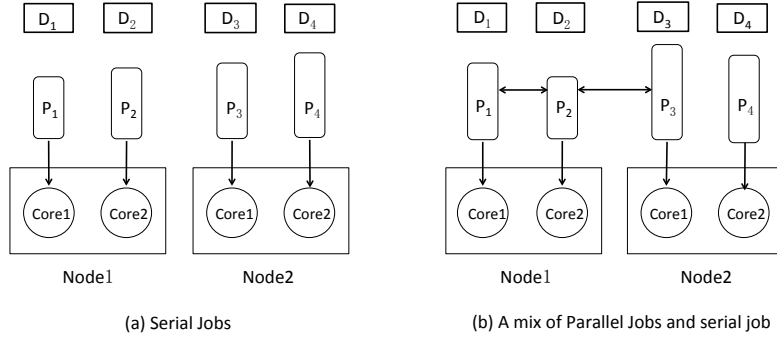 D1 D2 D3 D4
P1 P2 P3 P4
Core1 Core2 Core1 Core2
Node1 Node2
(a) Serial Jobs
D1 D2 D3 D4
P1 P2 P3 P4
Core1 Core2 Core1 Core2
Node1 Node2
(b) A mix of Parallel Jobs and serial job